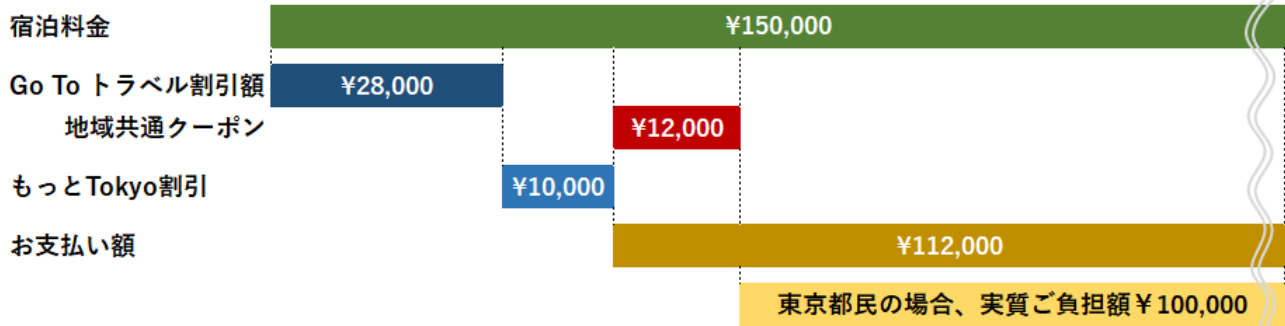 宿泊料金 ¥150,000
Go To トラベル割引額 ¥28,000
地域共通クーポン ¥12,000
もっとTokyo割引 ¥10,000
お支払い額 ¥112,000
東京都民の場合、実質ご負担額￥100,000